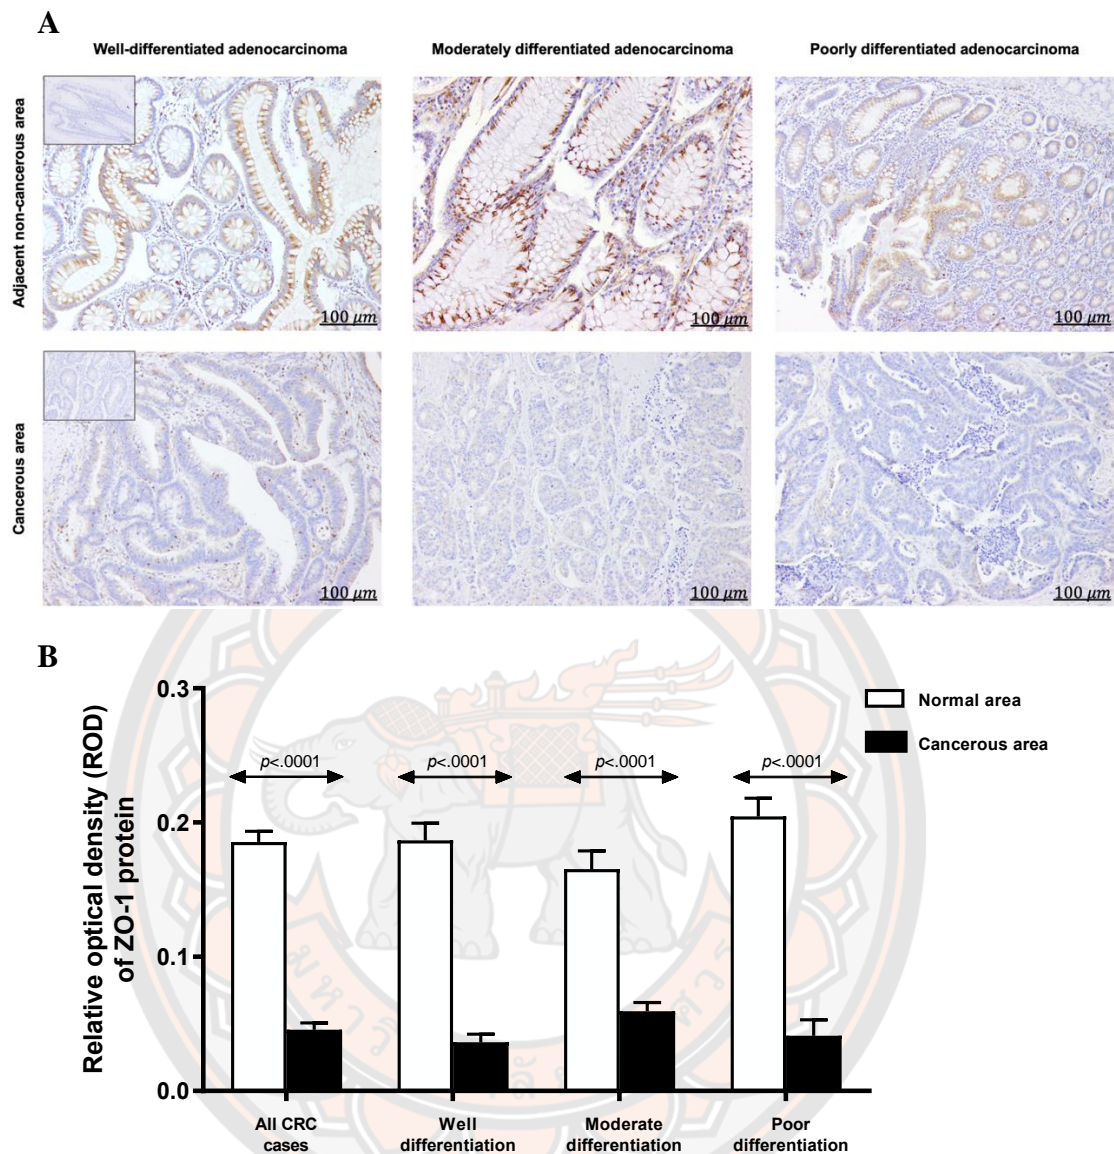 A
Well-differentiated adenocarcinoma
Moderately differentiated adenocarcinoma
Poorly differentiated adenocarcinoma
Adjacent non-cancerous area
100 μm
100 μm
100 μm
Cancerous area
100 μm
100 μm
100 μm
B
Relative optical density (ROD)
of ZO-1 protein
0.3
0.2
0.1
0.0
p<.0001
p<.0001
p<.0001
p<.0001
Normal area
Cancerous area
All CRC
cases
Well
differentiation
Moderate
differentiation
Poor
differentiation